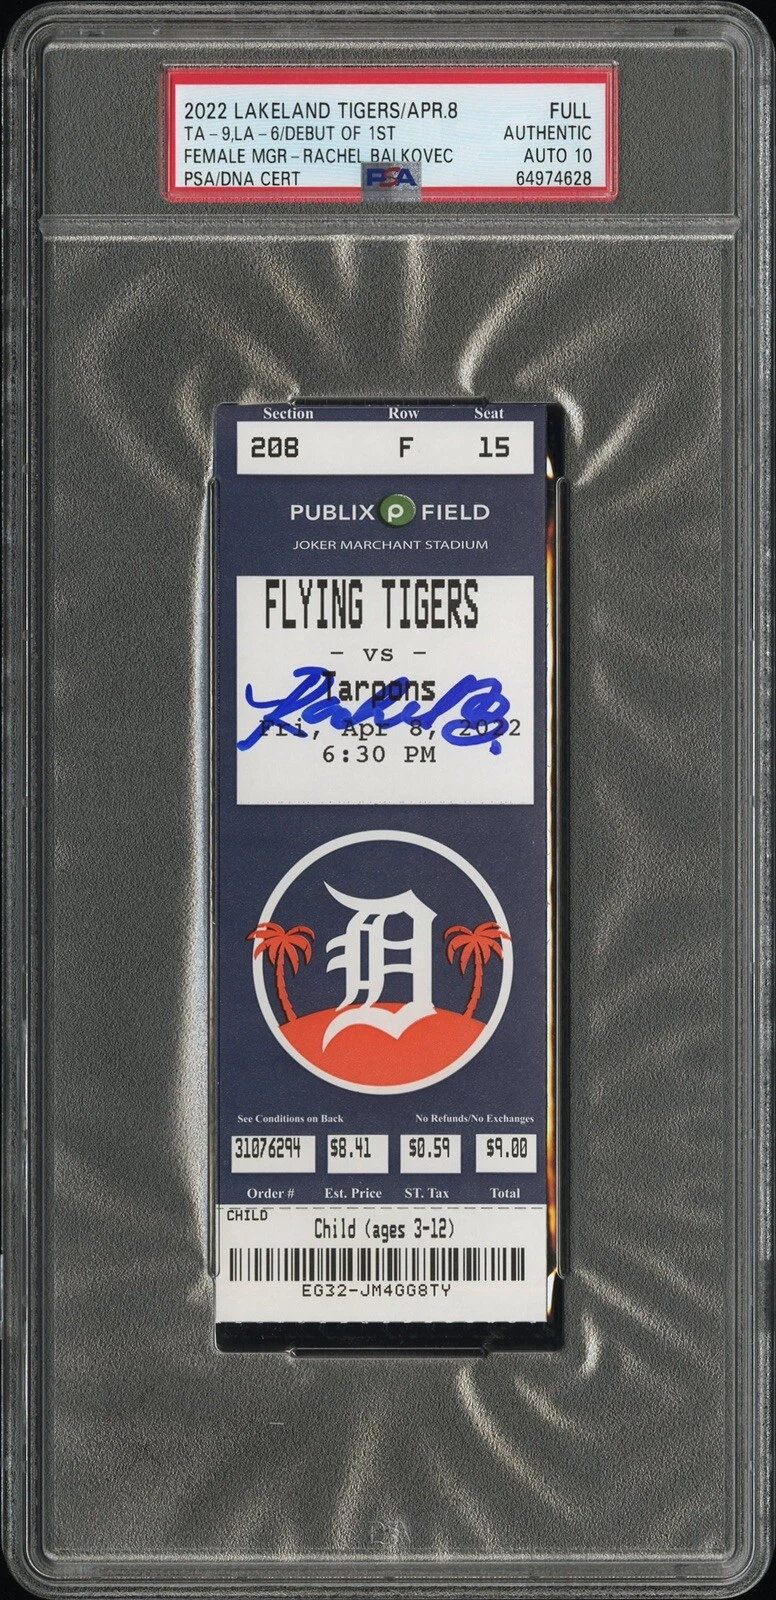 2022 LAKELAND TIGERS/APR.8 FULL
TA-9,LA-6/DEBUT OF 1ST AUTHENTIC
FEMALE MGR-RACHEL BALKOVEC AUTO 10
PSA/DNA CERT PSA 64974628
Section Row Seat
208 F 15
PUBLIX P FIELD
JOKER MARCHANT STADIUM
FLYING TIGERS
- vs -
Tarpons
Rachel B
Fri, Apr 8, 2022
6:30 PM
D
See Conditions on Back No Refunds/No Exchanges
31076294 $8.41 $0.59 $9.00
Order # Est. Price ST. Tax Total
CHILD
Child (ages 3-12)
EG32-JM4GG8TY